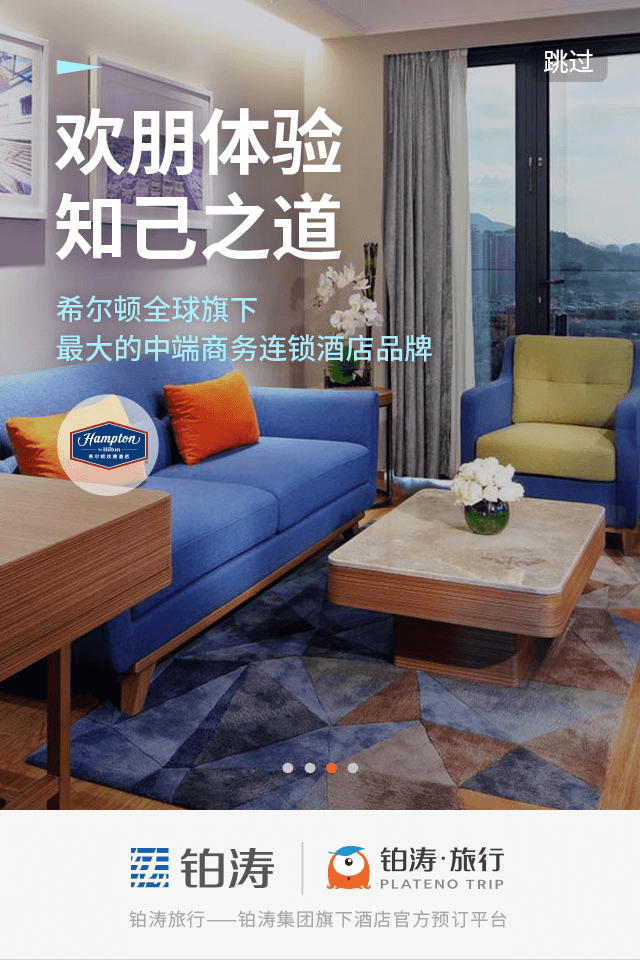 跳过
欢朋体验
知己之道
希尔顿全球旗下
最大的中端商务连锁酒店品牌
Hampton
by Hilton
希尔顿欢朋酒店
铂涛
铂涛·旅行
PLATENO TRIP
铂涛旅行——铂涛集团旗下酒店官方预订平台